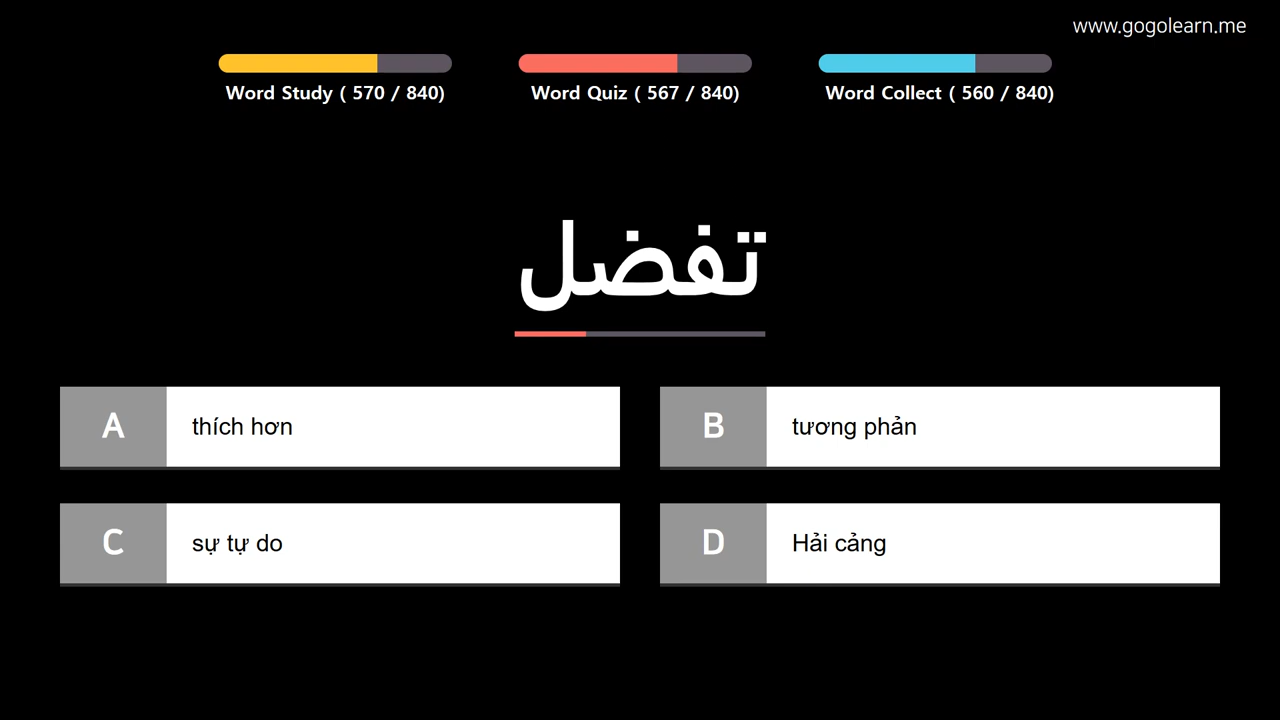 www.gogolearn.me
Word Study ( 570 / 840)
Word Quiz ( 567 / 840)
Word Collect ( 560 / 840)
تفضل
A
thích hơn
B
tương phản
C
sự tự do
D
Hải cảng